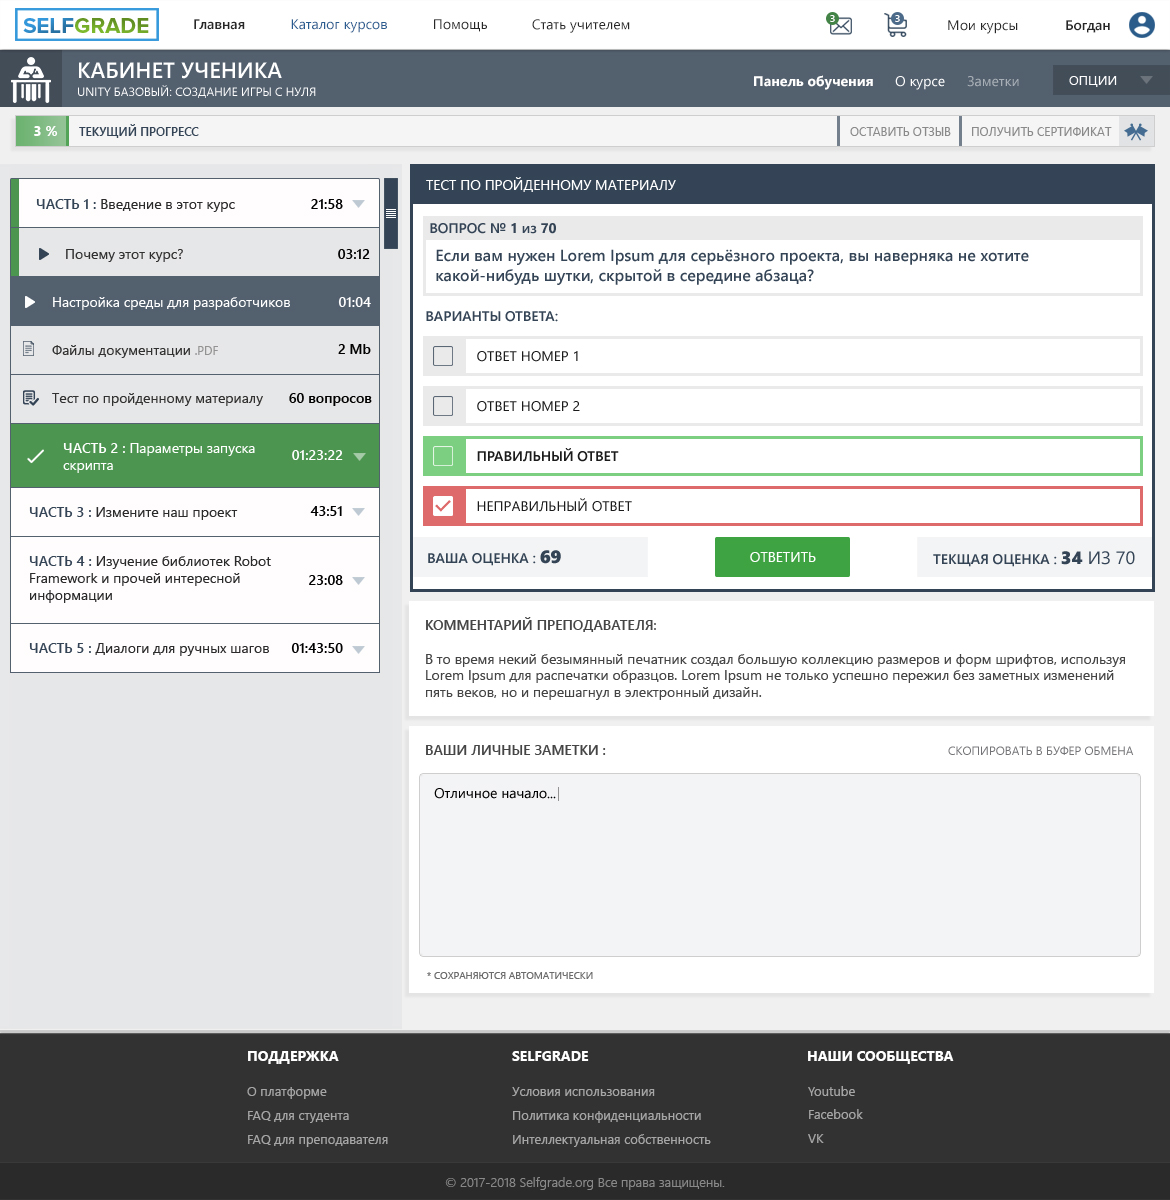 SELFGRADE
Главная
Каталог курсов
Помощь
Стать учителем
3
3
Мои курсы
Богдан
КАБИНЕТ УЧЕНИКА
UNITY БАЗОВЫЙ: СОЗДАНИЕ ИГРЫ С НУЛЯ
Панель обучения
О курсе
Заметки
ОПЦИИ
3 %
ТЕКУЩИЙ ПРОГРЕСС
ОСТАВИТЬ ОТЗЫВ
ПОЛУЧИТЬ СЕРТИФИКАТ
ЧАСТЬ 1 : Введение в этот курс 21:58
Почему этот курс? 03:12
Настройка среды для разработчиков 01:04
Файлы документации .PDF 2 Mb
Тест по пройденному материалу 60 вопросов
ЧАСТЬ 2 : Параметры запуска
скрипта
01:23:22
ЧАСТЬ 3 : Измените наш проект 43:51
ЧАСТЬ 4 : Изучение библиотек Robot
Framework и прочей интересной
информации
23:08
ЧАСТЬ 5 : Диалоги для ручных шагов 01:43:50
ТЕСТ ПО ПРОЙДЕННОМУ МАТЕРИАЛУ
ВОПРОС № 1 из 70
Если вам нужен Lorem Ipsum для серьёзного проекта, вы наверняка не хотите
какой-нибудь шутки, скрытой в середине абзаца?
ВАРИАНТЫ ОТВЕТА:
ОТВЕТ НОМЕР 1
ОТВЕТ НОМЕР 2
ПРАВИЛЬНЫЙ ОТВЕТ
НЕПРАВИЛЬНЫЙ ОТВЕТ
ВАША ОЦЕНКА : 69
ОТВЕТИТЬ
ТЕКЩАЯ ОЦЕНКА : 34 ИЗ 70
КОММЕНТАРИЙ ПРЕПОДАВАТЕЛЯ:
В то время некий безымянный печатник создал большую коллекцию размеров и форм шрифтов, используя
Lorem Ipsum для распечатки образцов. Lorem Ipsum не только успешно пережил без заметных изменений
пять веков, но и перешагнул в электронный дизайн.
ВАШИ ЛИЧНЫЕ ЗАМЕТКИ :
СКОПИРОВАТЬ В БУФЕР ОБМЕНА
Отличное начало...
* СОХРАНЯЮТСЯ АВТОМАТИЧЕСКИ
ПОДДЕРЖКА
О платформе
FAQ для студента
FAQ для преподавателя
SELFGRADE
Условия использования
Политика конфиденциальности
Интеллектуальная собственность
НАШИ СООБЩЕСТВА
Youtube
Facebook
VK
© 2017-2018 Selfgrade.org Все права защищены.